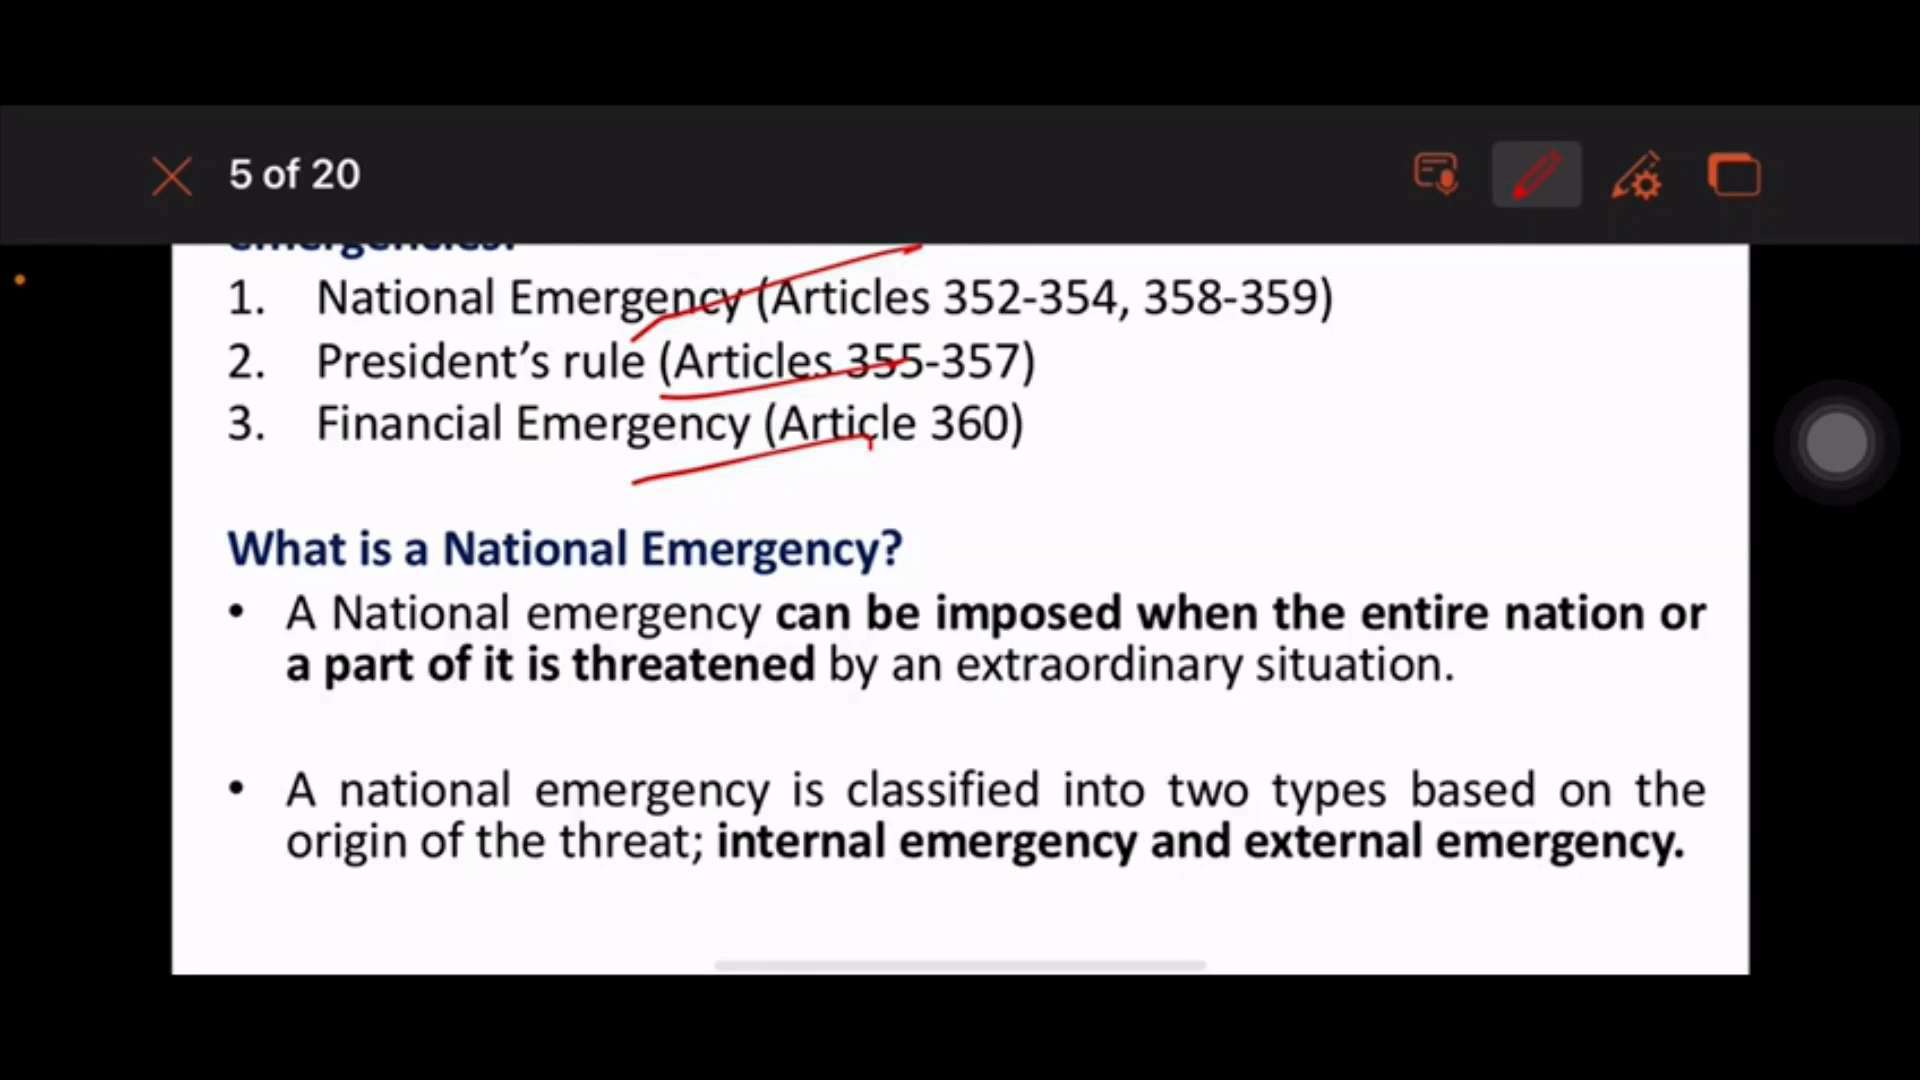 5 of 20
emergencies:
1. National Emergency (Articles 352-354, 358-359)
2. President’s rule (Articles 355-357)
3. Financial Emergency (Article 360)
What is a National Emergency?
• A National emergency can be imposed when the entire nation or
a part of it is threatened by an extraordinary situation.
• A national emergency is classified into two types based on the
origin of the threat; internal emergency and external emergency.